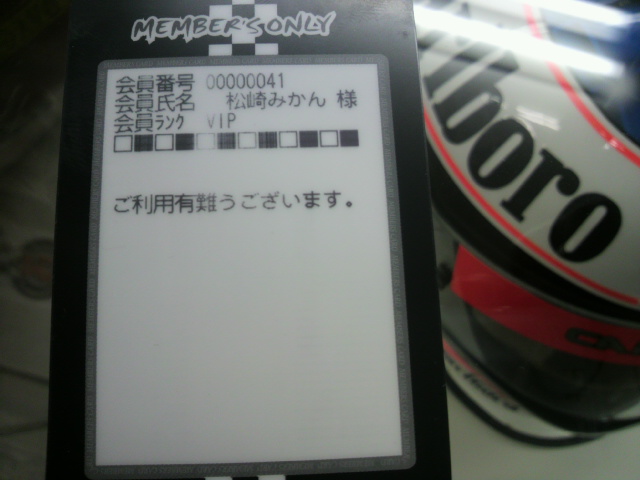 MEMBER'S ONLY
会員番号 00000041
会員氏名 松崎みかん 様
会員ランク VIP
ご利用有難うございます。
lboro